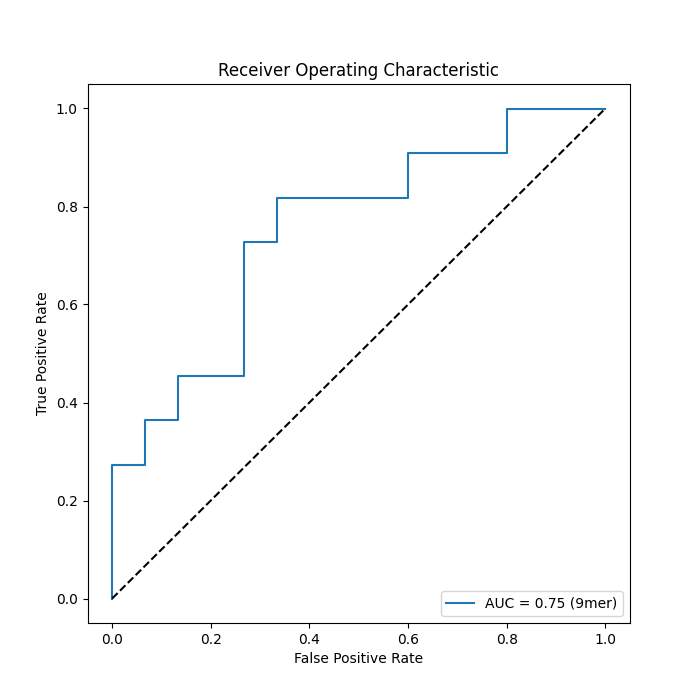 Receiver Operating Characteristic
1.0
0.8
0.6
0.4
0.2
0.0
True Positive Rate
AUC = 0.75 (9mer)
0.0 0.2 0.4 0.6 0.8 1.0
False Positive Rate